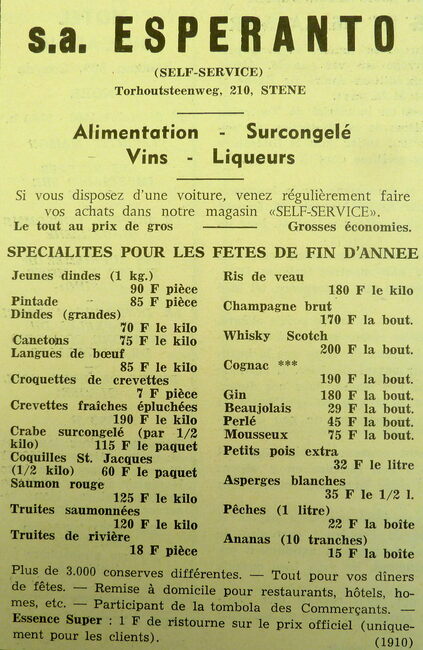 s.a. ESPERANTO
(SELF-SERVICE)
Torhoutsteenweg, 210, STENE
Alimentation - Surcongelé
Vins - Liqueurs
Si vous disposez d'une voiture, venez régulièrement faire
vos achats dans notre magasin «SELF-SERVICE».
Le tout au prix de gros — Grosses économies.
SPECIALITES POUR LES FETES DE FIN D'ANNEE
Jeunes dindes (1 kg.)
90 F pièce
Pintade 85 F pièce
Dindes (grandes)
70 F le kilo
Canetons 75 F le kilo
Langues de bœuf
85 F le kilo
Croquettes de crevettes
7 F pièce
Crevettes fraîches épluchées
190 F le kilo
Crabe surcongelé (par 1/2
kilo) 115 F le paquet
Coquilles St. Jacques
(1/2 kilo) 60 F le paquet
Saumon rouge
125 F le kilo
Truites saumonnées
120 F le kilo
Truites de rivière
18 F pièce
Ris de veau
180 F le kilo
Champagne brut
170 F la bout.
Whisky Scotch
200 F la bout.
Cognac ***
190 F la bout.
Gin 180 F la bout.
Beaujolais 29 F la bout.
Perlé 45 F la bout.
Mousseux 75 F la bout.
Petits pois extra
32 F le litre
Asperges blanches
35 F le 1/2 l.
Pêches (1 litre)
22 F la boîte
Ananas (10 tranches)
15 F la boîte
Plus de 3.000 conserves différentes. — Tout pour vos dîners
de fêtes. — Remise à domicile pour restaurants, hôtels, ho-
mes, etc. — Participant de la tombola des Commerçants. —
Essence Super : 1 F de ristourne sur le prix officiel (unique-
ment pour les clients). (1910)